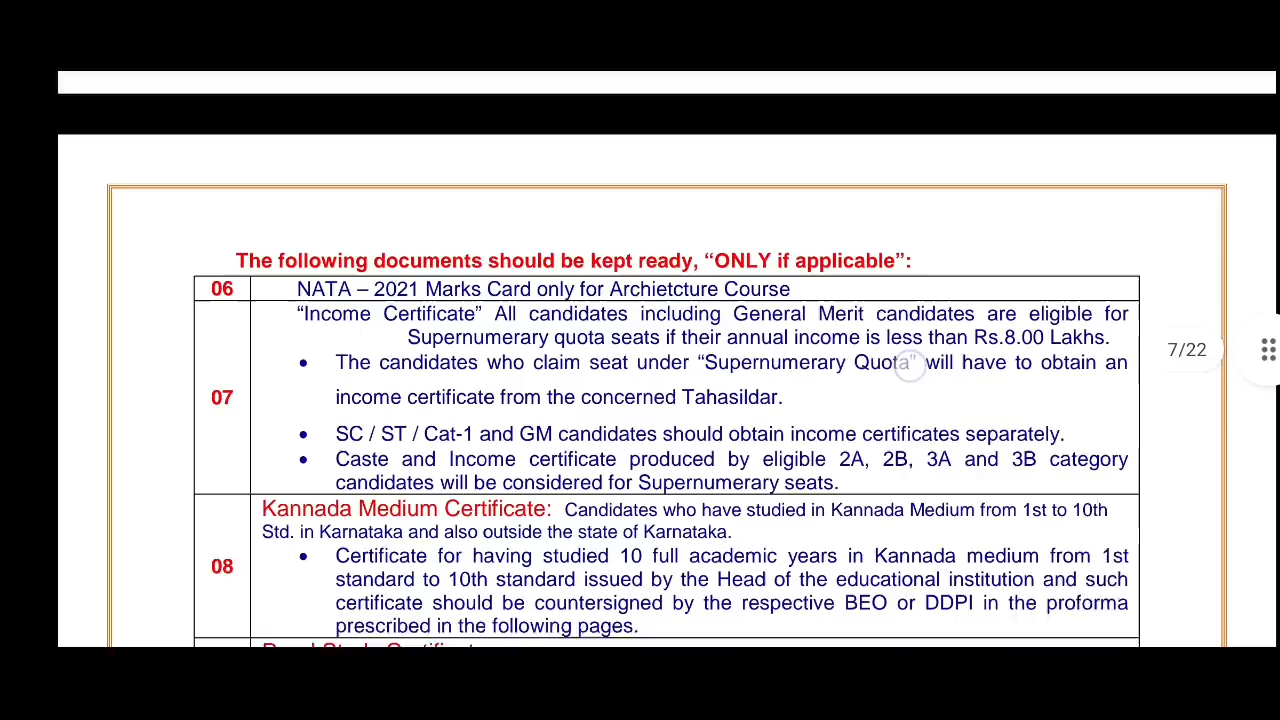 The following documents should be kept ready, “ONLY if applicable”:
06 NATA – 2021 Marks Card only for Archietcture Course
“Income Certificate” All candidates including General Merit candidates are eligible for
Supernumerary quota seats if their annual income is less than Rs.8.00 Lakhs.
• The candidates who claim seat under “Supernumerary Quota” will have to obtain an
7/22
07
income certificate from the concerned Tahasildar.
• SC / ST / Cat-1 and GM candidates should obtain income certificates separately.
• Caste and Income certificate produced by eligible 2A, 2B, 3A and 3B category
candidates will be considered for Supernumerary seats.
Kannada Medium Certificate: Candidates who have studied in Kannada Medium from 1st to 10th
Std. in Karnataka and also outside the state of Karnataka.
08
• Certificate for having studied 10 full academic years in Kannada medium from 1st
standard to 10th standard issued by the Head of the educational institution and such
certificate should be countersigned by the respective BEO or DDPI in the proforma
prescribed in the following pages.